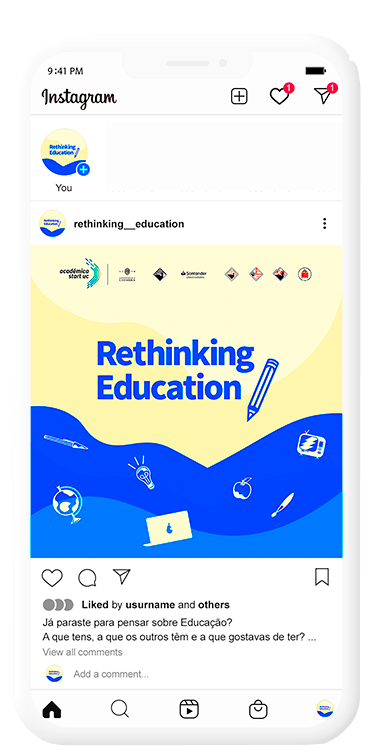 9:41 PM
Instagram
1
1
Rethinking
Education
You
rethinking__education
académica
start uc
Santander
Rethinking
Education
Liked by usurname and others
Já paraste para pensar sobre Educação?
A que tens, a que os outros têm e a que gostavas de ter? ...
View all comments
Add a comment...